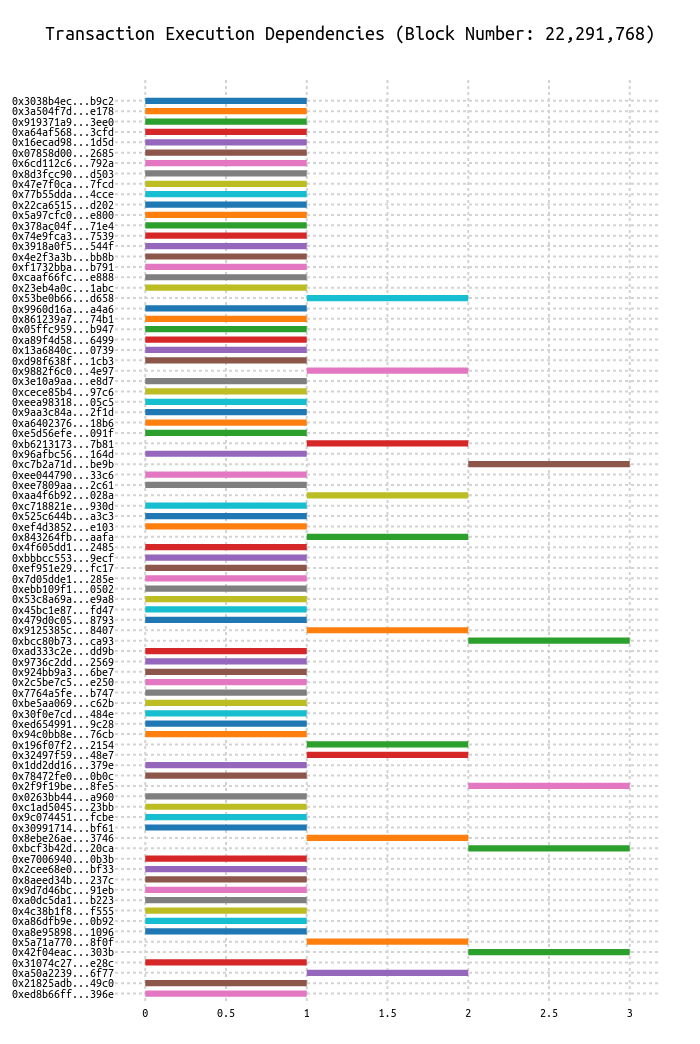 Transaction Execution Dependencies (Block Number: 22,291,768)
0x3038b4ec...b9c2
0x3a504f7d...e178
0x919371a9...3ee0
0xa64af568...3cfd
0x16ecad98...1d5d
0x07858d00...2685
0x6cd112c6...792a
0x8d3fcc90...d503
0x47e7f0ca...7fcd
0x77b55dda...4cce
0x22ca6515...d202
0x5a97cfc0...e800
0x378ac04f...71e4
0x74e9fca3...7539
0x3918a0f5...544f
0x4e2f3a3b...bb8b
0xf1732bba...b791
0xcaaf66fc...e888
0x23eb4a0c...1abc
0x53be0b66...d658
0x9960d16a...a4a6
0x861239a7...74b1
0x05ffc959...b947
0xa89f4d58...6499
0x13a6840c...0739
0xd98f638f...1cb3
0x9882f6c0...4e97
0x3e10a9aa...e8d7
0xcece85b4...97c6
0xeea98318...05c5
0x9aa3c84a...2f1d
0xa6402376...18b6
0xe5d56efe...091f
0xb6213173...7b81
0x96afbc56...164d
0xc7b2a71d...be9b
0xee044790...33c6
0xee7809aa...2c61
0xaa4f6b92...028a
0xc718821e...930d
0x525c644b...a3c3
0xef4d3852...e103
0x843264fb...aafa
0x4f605dd1...2485
0xbbbcc553...9ecf
0xef951e29...fc17
0x7d05dde1...285e
0xebb109f1...0502
0x53c8a69a...e9a8
0x45bc1e87...fd47
0x479d0c05...8793
0x9125385c...8407
0xbcc80b73...ca93
0xad333c2e...dd9b
0x9736c2dd...2569
0x924bb9a3...6be7
0x2c5be7c5...e250
0x7764a5fe...b747
0xbe5aa069...c62b
0x30f0e7cd...484e
0xed654991...9c28
0x94c0bb8e...76cb
0x196f07f2...2154
0x32497f59...48e7
0x1dd2dd16...379e
0x78472fe0...0b0c
0x2f9f19be...8fe5
0x0263bb44...a960
0xc1ad5045...23bb
0x9c074451...fcbe
0x30991714...bf61
0x8ebe26ae...3746
0xbcf3b42d...20ca
0xe7006940...0b3b
0x2cee68e0...bf33
0x8aeed34b...237c
0x9d7d46bc...91eb
0xa0dc5da1...b223
0x4c38b1f8...f555
0xa86dfb9e...0b92
0xa8e95898...1096
0x5a71a770...8f0f
0x42f04eac...303b
0x31074c27...e28c
0xa50a2239...6f77
0x21825adb...49c0
0xed8b66ff...396e
0 0.5 1 1.5 2 2.5 3